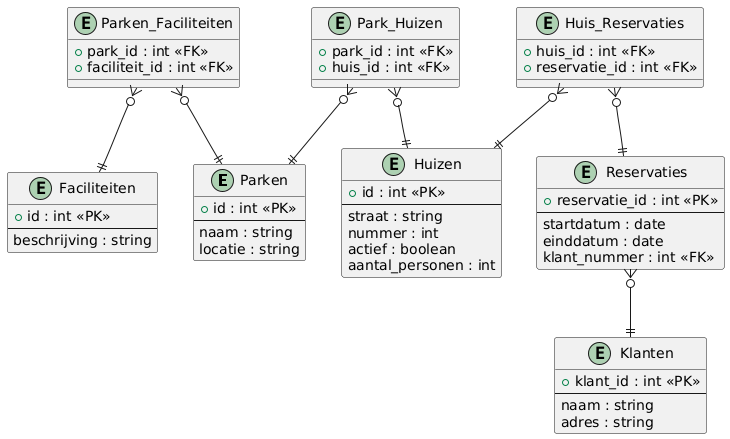 E Parken_Faciliteiten
park_id : int «FK»
faciliteit_id : int «FK»
E Park_Huizen
park_id : int «FK»
huis_id : int «FK»
E Huis_Reservaties
huis_id : int «FK»
reservatie_id : int «FK»
E Faciliteiten
id : int «PK»
beschrijving : string
E Parken
id : int «PK»
naam : string
locatie : string
E Huizen
id : int «PK»
straat : string
nummer : int
actief : boolean
aantal_personen : int
E Reservaties
reservatie_id : int «PK»
startdatum : date
einddatum : date
klant_nummer : int «FK»
E Klanten
klant_id : int «PK»
naam : string
adres : string